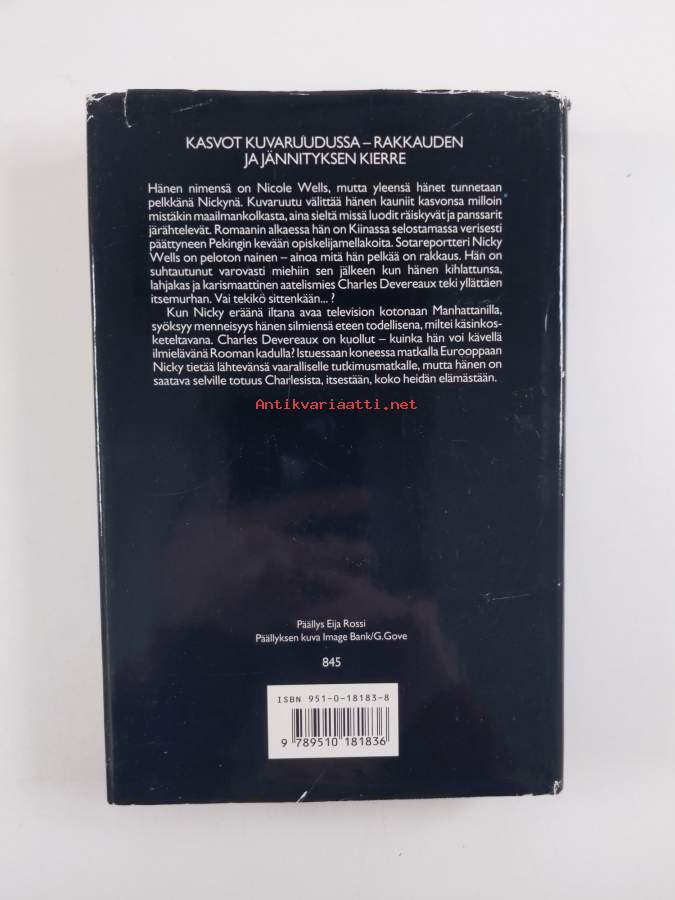 KASVOT KUVARUUDUSSA – RAKKAUDEN
JA JÄNNITYKSEN KIERRE
Hänen nimensä on Nicole Wells, mutta yleensä hänet tunnetaan
pelkkänä Nickynä. Kuvaruutu välittää hänen kauniit kasvonsa milloin
mistäkin maailmankolkasta, aina sieltä missä luodit räiskyvät ja panssarit
järähtelevät. Romaanin alkaessa hän on Kiinassa selostamassa verisesti
päättyneen Pekingin kevään opiskelijamellakoita. Sotareportteri Nicky
Wells on peloton nainen – ainoa mitä hän pelkää on rakkaus. Hän on
suhtautunut varovasti miehiin sen jälkeen kun hänen kihlattunsa,
lahjakas ja karismaattinen aatelismies Charles Devereaux teki yllättäen
itsemurhan. Vai tekikö sittenkään... ?
Kun Nicky eräänä iltana avaa television kotonaan Manhattanilla,
syöksyy menneisyys hänen silmiensä eteen todellisena, miltei käsinkos-
keteltavana. Charles Devereaux on kuollut – kuinka hän voi kävellä
ilmielävänä Rooman kadulla? Istuessaan koneessa matkalla Eurooppaan
Nicky tietää lähtevänsä vaaralliselle tutkimusmatkalle, mutta hänen on
saatava selville totuus Charlesista, itsestään, koko heidän elämästään.
Antikvariaatti.net
Päällys Eija Rossi
Päällyksen kuva Image Bank/G.Gove
845
ISBN 951-0-18183-8
9 789510 181836